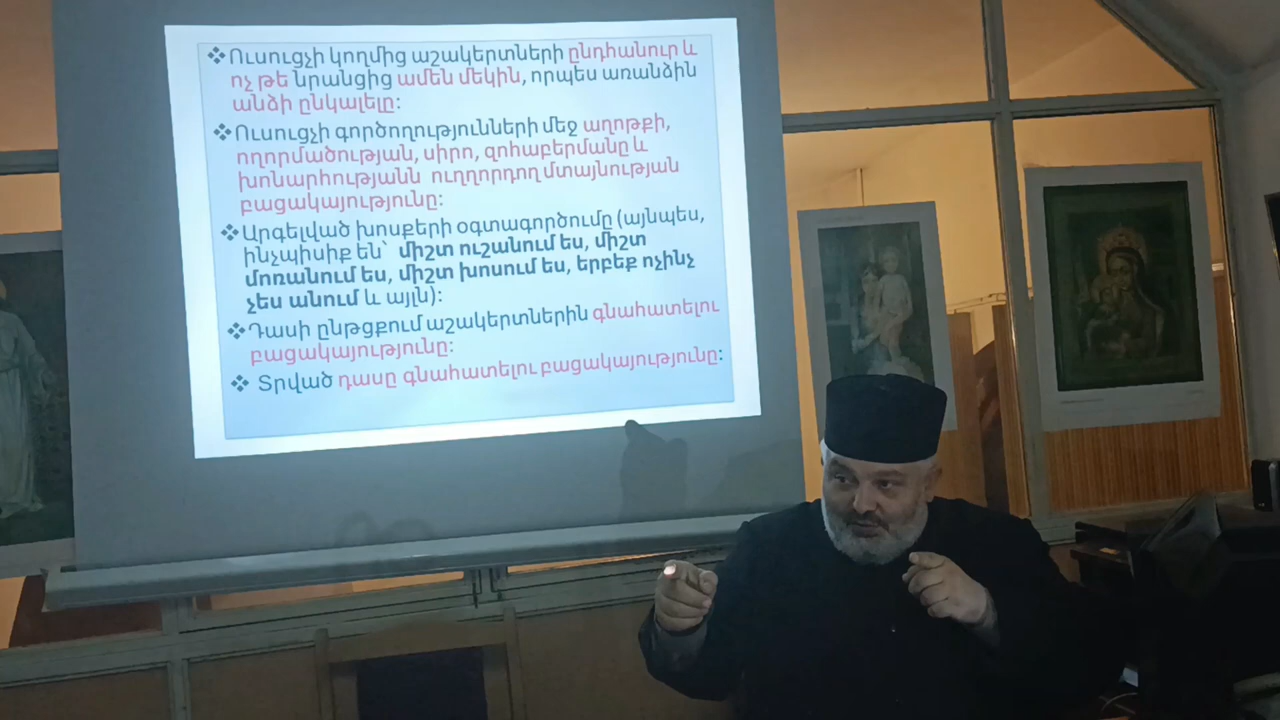 ❖Ուսուցչի կողմից աշակերտների ընդհանուր և
ոչ թե նրանցից ամեն մեկին, որպես առանձին
անձի ընկալելը:
❖Ուսուցչի գործողությունների մեջ աղոթքի,
ողորմածության, սիրո, զոհաբերմանը և
խոնարհությանն ուղղորդող մտայնության
բացակայությունը:
❖Արգելված խոսքերի օգտագործումը (այնպես,
ինչպիսիք են՝ միշտ ուշանում ես, միշտ
մոռանում ես, միշտ խոսում ես, երբեք ոչինչ
չես անում և այլն):
❖Դասի ընթցքում աշակերտներին գնահատելու
բացակայությունը:
❖ Տրված դասը գնահատելու բացակայությունը: